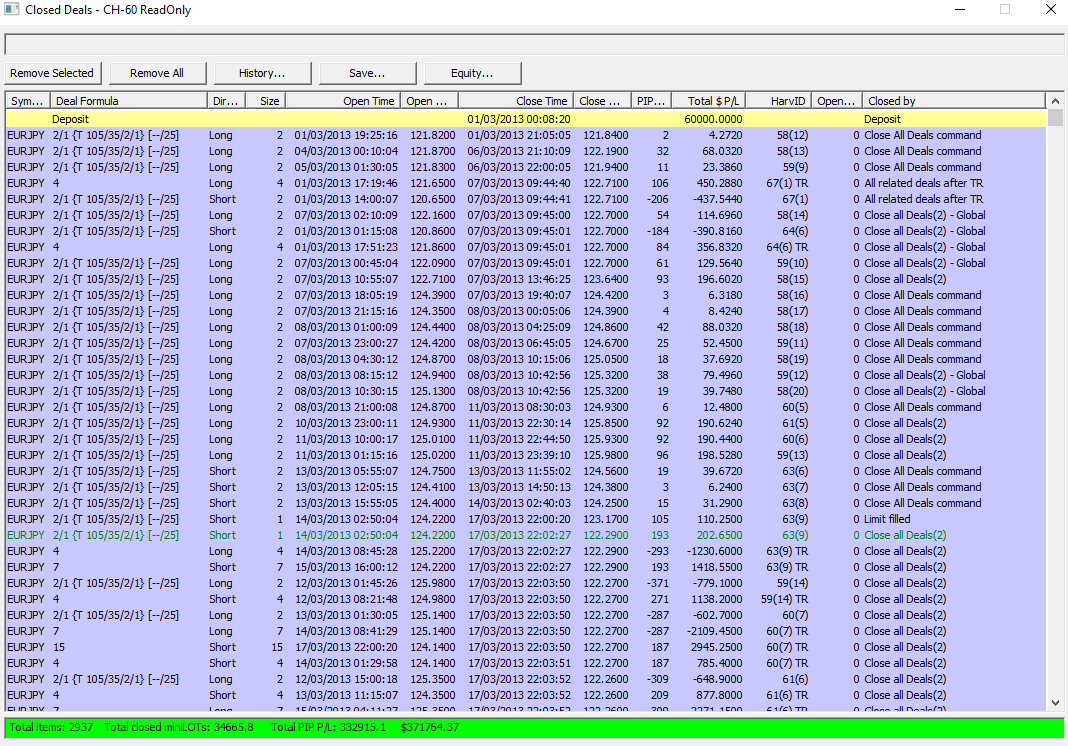 Closed Deals - CH-60 ReadOnly
Remove Selected Remove All History... Save... Equity...
Sym... Deal Formula Dir... Size Open Time Open ... Close Time Close ... PIP... Total $ P/L HarvID Open... Closed by
Deposit 01/03/2013 00:08:20 60000.0000 Deposit
EURJPY 2/1 {T 105/35/2/1} [--/25] Long 2 01/03/2013 19:25:16 121.8200 01/03/2013 21:05:05 121.8400 2 4.2720 58(12) 0 Close All Deals command
EURJPY 2/1 {T 105/35/2/1} [--/25] Long 2 04/03/2013 00:10:04 121.8700 06/03/2013 21:10:09 122.1900 32 68.0320 58(13) 0 Close All Deals command
EURJPY 2/1 {T 105/35/2/1} [--/25] Long 2 05/03/2013 01:30:05 121.8300 06/03/2013 22:00:05 121.9400 11 23.3860 59(9) 0 Close All Deals command
EURJPY 4 Long 4 01/03/2013 17:19:46 121.6500 07/03/2013 09:44:40 122.7100 106 450.2880 67(1) TR 0 All related deals after TR
EURJPY 2/1 {T 105/35/2/1} [--/25] Short 2 01/03/2013 14:00:07 120.6500 07/03/2013 09:44:41 122.7100 -206 -437.5440 67(1) 0 All related deals after TR
EURJPY 2/1 {T 105/35/2/1} [--/25] Long 2 07/03/2013 02:10:09 122.1600 07/03/2013 09:45:00 122.7000 54 114.6960 58(14) 0 Close all Deals(2) - Global
EURJPY 2/1 {T 105/35/2/1} [--/25] Short 2 01/03/2013 01:15:08 120.8600 07/03/2013 09:45:01 122.7000 -184 -390.8160 64(6) 0 Close all Deals(2) - Global
EURJPY 4 Long 4 01/03/2013 17:51:23 121.8600 07/03/2013 09:45:01 122.7000 84 356.8320 64(6) TR 0 Close all Deals(2) - Global
EURJPY 2/1 {T 105/35/2/1} [--/25] Long 2 07/03/2013 00:45:04 122.0900 07/03/2013 09:45:01 122.7000 61 129.5640 59(10) 0 Close all Deals(2) - Global
EURJPY 2/1 {T 105/35/2/1} [--/25] Long 2 07/03/2013 10:55:07 122.7100 07/03/2013 13:46:25 123.6400 93 196.6020 58(15) 0 Close all Deals(2)
EURJPY 2/1 {T 105/35/2/1} [--/25] Long 2 07/03/2013 18:05:19 124.3900 07/03/2013 19:40:07 124.4200 3 6.3180 58(16) 0 Close All Deals command
EURJPY 2/1 {T 105/35/2/1} [--/25] Long 2 07/03/2013 21:15:16 124.3500 08/03/2013 00:05:06 124.3900 4 8.4240 58(17) 0 Close All Deals command
EURJPY 2/1 {T 105/35/2/1} [--/25] Long 2 08/03/2013 01:00:09 124.4400 08/03/2013 04:25:09 124.8600 42 88.0320 58(18) 0 Close All Deals command
EURJPY 2/1 {T 105/35/2/1} [--/25] Long 2 07/03/2013 23:00:27 124.4200 08/03/2013 06:45:05 124.6700 25 52.4500 59(11) 0 Close All Deals command
EURJPY 2/1 {T 105/35/2/1} [--/25] Long 2 08/03/2013 04:30:12 124.8700 08/03/2013 10:15:06 125.0500 18 37.6920 58(19) 0 Close All Deals command
EURJPY 2/1 {T 105/35/2/1} [--/25] Long 2 08/03/2013 08:15:12 124.9400 08/03/2013 10:42:56 125.3200 38 79.4960 59(12) 0 Close all Deals(2) - Global
EURJPY 2/1 {T 105/35/2/1} [--/25] Long 2 08/03/2013 10:30:15 125.1300 08/03/2013 10:42:56 125.3200 19 39.7480 58(20) 0 Close all Deals(2) - Global
EURJPY 2/1 {T 105/35/2/1} [--/25] Long 2 08/03/2013 21:00:08 124.8700 11/03/2013 08:30:03 124.9300 6 12.4800 60(5) 0 Close All Deals command
EURJPY 2/1 {T 105/35/2/1} [--/25] Long 2 10/03/2013 23:00:11 124.9300 11/03/2013 22:30:14 125.8500 92 190.6240 61(5) 0 Close all Deals(2)
EURJPY 2/1 {T 105/35/2/1} [--/25] Long 2 11/03/2013 10:00:17 125.0100 11/03/2013 22:44:50 125.9300 92 190.4400 60(6) 0 Close all Deals(2)
EURJPY 2/1 {T 105/35/2/1} [--/25] Long 2 11/03/2013 01:15:16 125.0200 11/03/2013 23:39:10 125.9800 96 198.5280 59(13) 0 Close all Deals(2)
EURJPY 2/1 {T 105/35/2/1} [--/25] Short 2 13/03/2013 05:55:07 124.7500 13/03/2013 11:55:02 124.5600 19 39.6720 63(6) 0 Close All Deals command
EURJPY 2/1 {T 105/35/2/1} [--/25] Short 2 13/03/2013 12:05:15 124.4100 13/03/2013 14:50:13 124.3800 3 6.2400 63(7) 0 Close All Deals command
EURJPY 2/1 {T 105/35/2/1} [--/25] Short 2 13/03/2013 15:55:05 124.4000 14/03/2013 02:40:03 124.2500 15 31.2900 63(8) 0 Close All Deals command
EURJPY 2/1 {T 105/35/2/1} [--/25] Short 1 14/03/2013 02:50:04 124.2200 17/03/2013 22:00:20 123.1700 105 110.2500 63(9) 0 Limit filled
EURJPY 2/1 {T 105/35/2/1} [--/25] Short 1 14/03/2013 02:50:04 124.2200 17/03/2013 22:02:27 122.2900 193 202.6500 63(9) 0 Close all Deals(2)
EURJPY 4 Long 4 14/03/2013 08:45:28 125.2200 17/03/2013 22:02:27 122.2900 -293 -1230.6000 63(9) TR 0 Close all Deals(2)
EURJPY 7 Short 7 15/03/2013 16:00:12 124.2200 17/03/2013 22:02:27 122.2900 193 1418.5500 63(9) TR 0 Close all Deals(2)
EURJPY 2/1 {T 105/35/2/1} [--/25] Long 2 12/03/2013 01:45:26 125.9800 17/03/2013 22:03:50 122.2700 -371 -779.1000 59(14) 0 Close all Deals(2)
EURJPY 4 Short 4 12/03/2013 08:21:48 124.9800 17/03/2013 22:03:50 122.2700 271 1138.2000 59(14) TR 0 Close all Deals(2)
EURJPY 2/1 {T 105/35/2/1} [--/25] Long 2 13/03/2013 01:30:05 125.1400 17/03/2013 22:03:50 122.2700 -287 -602.7000 60(7) 0 Close all Deals(2)
EURJPY 7 Long 7 14/03/2013 08:41:29 125.1400 17/03/2013 22:03:50 122.2700 -287 -2109.4500 60(7) TR 0 Close all Deals(2)
EURJPY 15 Short 15 17/03/2013 22:00:20 124.1400 17/03/2013 22:03:50 122.2700 187 2945.2500 60(7) TR 0 Close all Deals(2)
EURJPY 4 Short 4 14/03/2013 01:29:58 124.1400 17/03/2013 22:03:51 122.2700 187 785.4000 60(7) TR 0 Close all Deals(2)
EURJPY 2/1 {T 105/35/2/1} [--/25] Long 2 12/03/2013 15:00:18 125.3500 17/03/2013 22:03:52 122.2600 -309 -648.9000 61(6) 0 Close all Deals(2)
EURJPY 4 Short 4 13/03/2013 11:15:07 124.3500 17/03/2013 22:03:52 122.2600 209 877.8000 61(6) TR 0 Close all Deals(2)
Total items: 2937 Total closed miniLOTs: 34665.8 Total PIP P/L: 332915.1 $371764.37